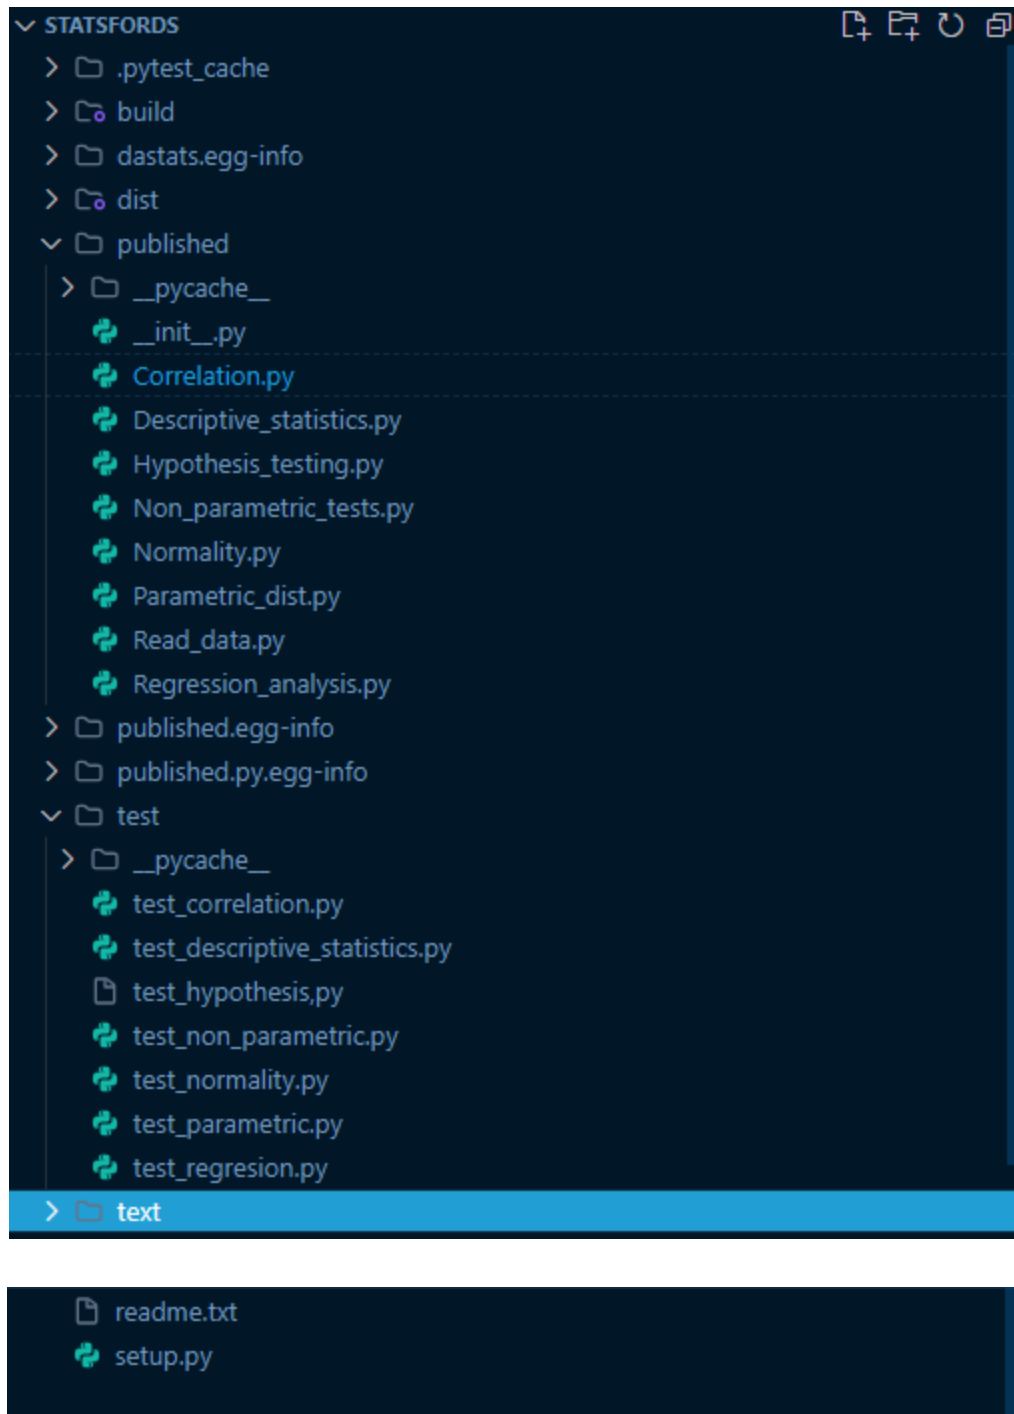 STATSFORDS
.pytest_cache
build
dastats.egg-info
dist
published
__pycache__
__init__.py
Correlation.py
Descriptive_statistics.py
Hypothesis_testing.py
Non_parametric_tests.py
Normality.py
Parametric_dist.py
Read_data.py
Regression_analysis.py
published.egg-info
published.py.egg-info
test
__pycache__
test_correlation.py
test_descriptive_statistics.py
test_hypothesis,py
test_non_parametric.py
test_normality.py
test_parametric.py
test_regresion.py
text
readme.txt
setup.py